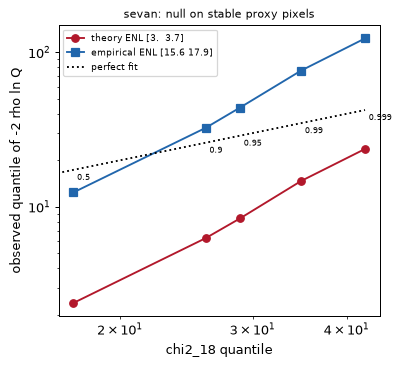 sevan: null on stable proxy pixels
theory ENL [3.  3.7]
empirical ENL [15.6 17.9]
perfect fit
observed quantile of -2 rho ln Q
10²
10¹
0.5
0.9
0.95
0.99
0.999
2 × 10¹
3 × 10¹
4 × 10¹
chi2_18 quantile